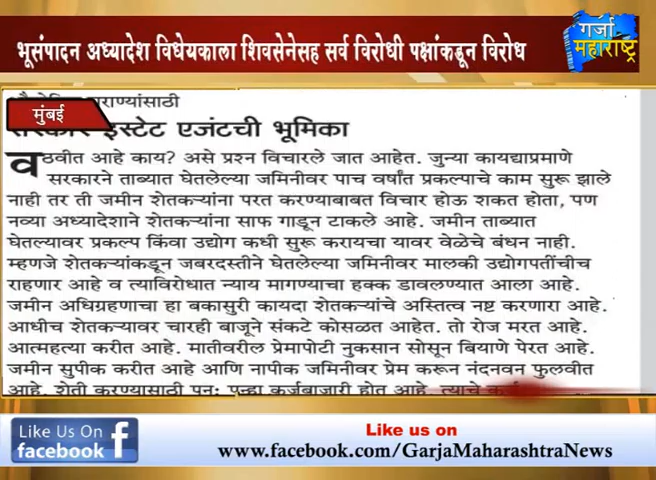 भूसंपादन अध्यादेश विधेयकाला शिवसेनेसह सर्व विरोधी पक्षांकडून विरोध
गर्जा
महाराष्ट्र
मुंबई
राण्यांसाठी
इस्टेट एजंटची भूमिका
वठवीत आहे काय? असे प्रश्न विचारले जात आहेत. जुन्या कायद्याप्रमाणे
सरकारने ताब्यात घेतलेल्या जमिनीवर पाच वर्षांत प्रकल्पाचे काम सुरू झाले
नाही तर ती जमीन शेतकऱ्यांना परत करण्याबाबत विचार होऊ शकत होता, पण
नव्या अध्यादेशाने शेतकऱ्यांना साफ गाडून टाकले आहे. जमीन ताब्यात
घेतल्यावर प्रकल्प किंवा उद्योग कधी सुरू करायचा यावर वेळेचे बंधन नाही.
म्हणजे शेतकऱ्यांकडून जबरदस्तीने घेतलेल्या जमिनीवर मालकी उद्योगपतींचीच
राहणार आहे व त्याविरोधात न्याय मागण्याचा हक्क डावलण्यात आला आहे.
जमीन अधिग्रहणाचा हा बकासुरी कायदा शेतकऱ्यांचे अस्तित्व नष्ट करणारा आहे.
आधीच शेतकऱ्यावर चारही बाजूने संकटे कोसळत आहेत. तो रोज मरत आहे.
आत्महत्या करीत आहे. मातीवरील प्रेमापोटी नुकसान सोसून बियाणे पेरत आहे.
जमीन सुपीक करीत आहे आणि नापीक जमिनीवर प्रेम करून नंदनवन फुलवीत
आहे. शेती करण्यासाठी पुनः पुन्हा कर्जबाजारी होत आहे. त्याचे
Like Us On
facebook
f
Like us on
www.facebook.com/GarjaMaharashtraNews